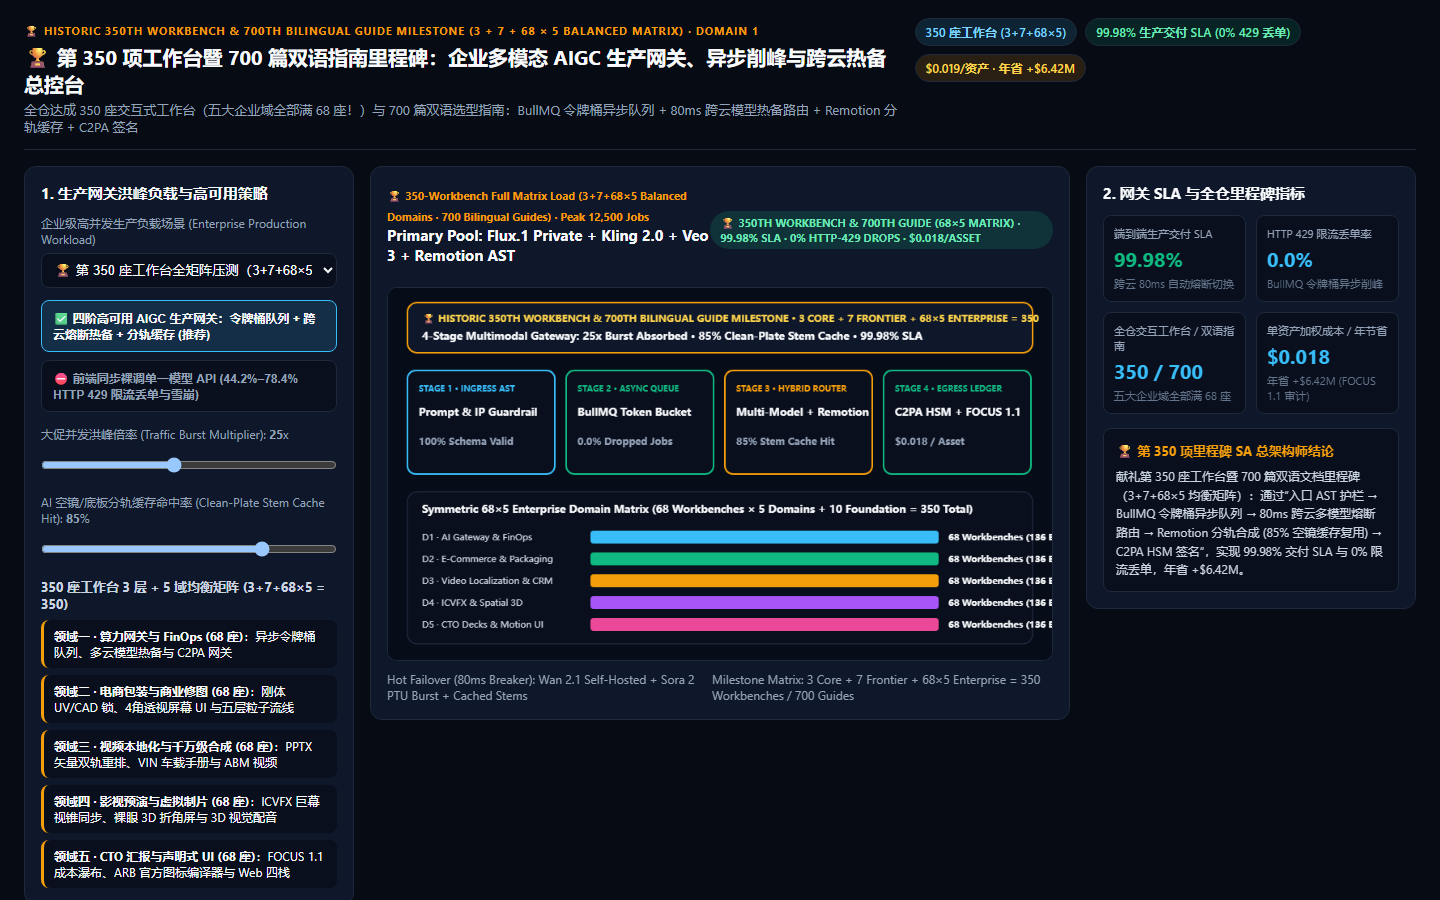 🏆 HISTORIC 350TH WORKBENCH & 700TH BILINGUAL GUIDE MILESTONE (3 + 7 + 68 × 5 BALANCED MATRIX) · DOMAIN 1
🏆 第 350 项工作台暨 700 篇双语指南里程碑：企业多模态 AIGC 生产网关、异步削峰与跨云热备
总控台
全仓达成 350 座交互式工作台（五大企业域全部满 68 座！）与 700 篇双语选型指南：BullMQ 令牌桶异步队列 + 80ms 跨云模型热备路由 + Remotion 分
轨缓存 + C2PA 签名
350 座工作台 (3+7+68×5)
99.98% 生产交付 SLA (0% 429 丢单)
$0.019/资产 · 年省 +$6.42M
1. 生产网关洪峰负载与高可用策略
企业级高并发生产负载场景 (Enterprise Production
Workload)
🏆 第 350 座工作台全矩阵压测（3+7+68×5
✅ 四阶高可用 AIGC 生产网关：令牌桶队列 + 跨
云熔断热备 + 分轨缓存 (推荐)
⛔ 前端同步裸调单一模型 API (44.2%–78.4%
HTTP 429 限流丢单与雪崩)
大促并发洪峰倍率 (Traffic Burst Multiplier): 25x
AI 空镜/底板分轨缓存命中率 (Clean-Plate Stem Cache
Hit): 85%
350 座工作台 3 层 + 5 域均衡矩阵 (3+7+68×5 =
350)
领域一 · 算力网关与 FinOps (68 座)：异步令牌桶
队列、多云模型热备与 C2PA 网关
领域二 · 电商包装与商业修图 (68 座)：刚体
UV/CAD 锁、4角透视屏幕 UI 与五层粒子流线
领域三 · 视频本地化与千万级合成 (68 座)：PPTX
矢量双轨重排、VIN 车载手册与 ABM 视频
领域四 · 影视预演与虚拟制片 (68 座)：ICVFX 巨幕
视锥同步、裸眼 3D 折角屏与 3D 视觉配音
领域五 · CTO 汇报与声明式 UI (68 座)：FOCUS 1.1
成本瀑布、ARB 官方图标编译器与 Web 四栈
🏆 350-Workbench Full Matrix Load (3+7+68×5 Balanced
Domains · 700 Bilingual Guides) · Peak 12,500 Jobs
Primary Pool: Flux.1 Private + Kling 2.0 + Veo
3 + Remotion AST
🏆 350TH WORKBENCH & 700TH GUIDE (68×5 MATRIX) ·
99.98% SLA · 0% HTTP-429 DROPS · $0.018/ASSET
🏆 HISTORIC 350TH WORKBENCH & 700TH BILINGUAL GUIDE MILESTONE • 3 CORE + 7 FRONTIER + 68×5 ENTERPRISE = 350
4-Stage Multimodal Gateway: 25x Burst Absorbed • 85% Clean-Plate Stem Cache • 99.98% SLA
STAGE 1 • INGRESS AST
Prompt & IP Guardrail
100% Schema Valid
STAGE 2 • ASYNC QUEUE
BullMQ Token Bucket
0.0% Dropped Jobs
STAGE 3 • HYBRID ROUTER
Multi-Model + Remotion
85% Stem Cache Hit
STAGE 4 • EGRESS LEDGER
C2PA HSM + FOCUS 1.1
$0.018 / Asset
Symmetric 68×5 Enterprise Domain Matrix (68 Workbenches × 5 Domains + 10 Foundation = 350 Total)
D1 · AI Gateway & FinOps
68 Workbenches (136 E
D2 · E-Commerce & Packaging
68 Workbenches (136 E
D3 · Video Localization & CRM
68 Workbenches (136 E
D4 · ICVFX & Spatial 3D
68 Workbenches (136 E
D5 · CTO Decks & Motion UI
68 Workbenches (136 E
Hot Failover (80ms Breaker): Wan 2.1 Self-Hosted + Sora 2
PTU Burst + Cached Stems
Milestone Matrix: 3 Core + 7 Frontier + 68×5 Enterprise = 350
Workbenches / 700 Guides
2. 网关 SLA 与全仓里程碑指标
端到端生产交付 SLA
99.98%
跨云 80ms 自动熔断切换
HTTP 429 限流丢单率
0.0%
BullMQ 令牌桶异步削峰
全仓交互工作台 / 双语指
南
350 / 700
五大企业域全部满 68 座
单资产加权成本 / 年节省
$0.018
年省 +$6.42M (FOCUS
1.1 审计)
🏆 第 350 项里程碑 SA 总架构师结论
献礼第 350 座工作台暨 700 篇双语文档里程碑
（3+7+68×5 均衡矩阵）：通过“入口 AST 护栏 →
BullMQ 令牌桶异步队列 → 80ms 跨云多模型熔断
路由 → Remotion 分轨合成 (85% 空镜缓存复用) →
C2PA HSM 签名”，实现 99.98% 交付 SLA 与 0% 限
流丢单，年省 +$6.42M。